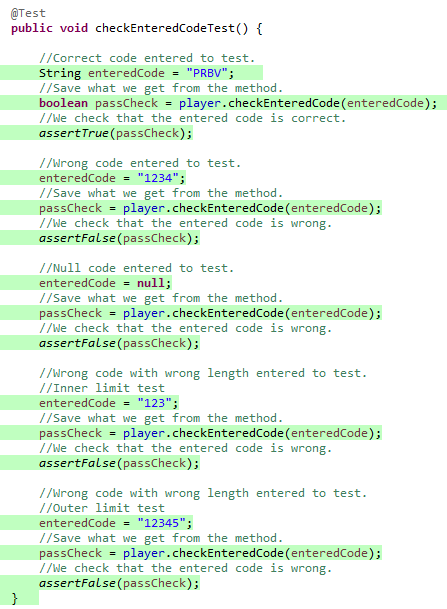 @Test
public void checkEnteredCodeTest() {
//Correct code entered to test.
String enteredCode = "PRBV";
//Save what we get from the method.
boolean passCheck = player.checkEnteredCode(enteredCode);
//We check that the entered code is correct.
assertTrue(passCheck);
//Wrong code entered to test.
enteredCode = "1234";
//Save what we get from the method.
passCheck = player.checkEnteredCode(enteredCode);
//We check that the entered code is wrong.
assertFalse(passCheck);
//Null code entered to test.
enteredCode = null;
//Save what we get from the method.
passCheck = player.checkEnteredCode(enteredCode);
//We check that the entered code is wrong.
assertFalse(passCheck);
//Wrong code with wrong length entered to test.
//Inner limit test
enteredCode = "123";
//Save what we get from the method.
passCheck = player.checkEnteredCode(enteredCode);
//We check that the entered code is wrong.
assertFalse(passCheck);
//Wrong code with wrong length entered to test.
//Outer limit test
enteredCode = "12345";
//Save what we get from the method.
passCheck = player.checkEnteredCode(enteredCode);
//We check that the entered code is wrong.
assertFalse(passCheck);
}